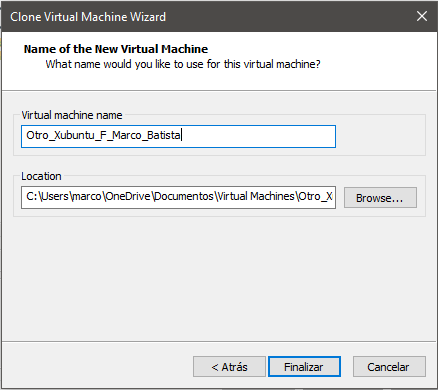 Clone Virtual Machine Wizard
Name of the New Virtual Machine
What name would you like to use for this virtual machine?
Virtual machine name
Otro_Xubuntu_F_Marco_Batista
Location
C:\Users\marco\OneDrive\Documentos\Virtual Machines\Otro_X
Browse...
< Atrás
Finalizar
Cancelar